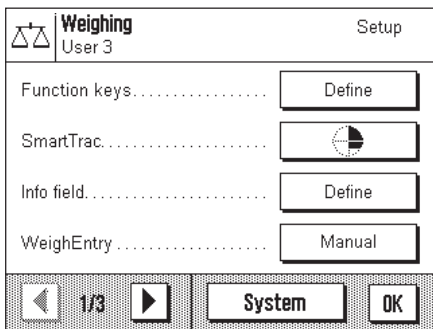 Weighing
User 3
Setup
Function keys................. Define
SmartTrac.....................
Info field....................... Define
WeighEntry................... Manual
1/3
System
OK